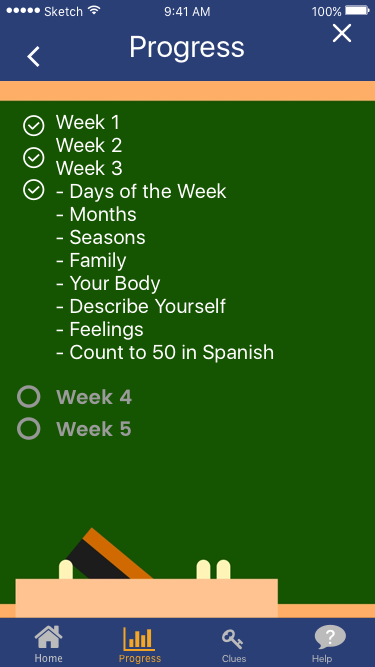 Sketch 9:41 AM 100%
Progress
Week 1
Week 2
Week 3
- Days of the Week
- Months
- Seasons
- Family
- Your Body
- Describe Yourself
- Feelings
- Count to 50 in Spanish
Week 4
Week 5
?
Home Progress Clues Help